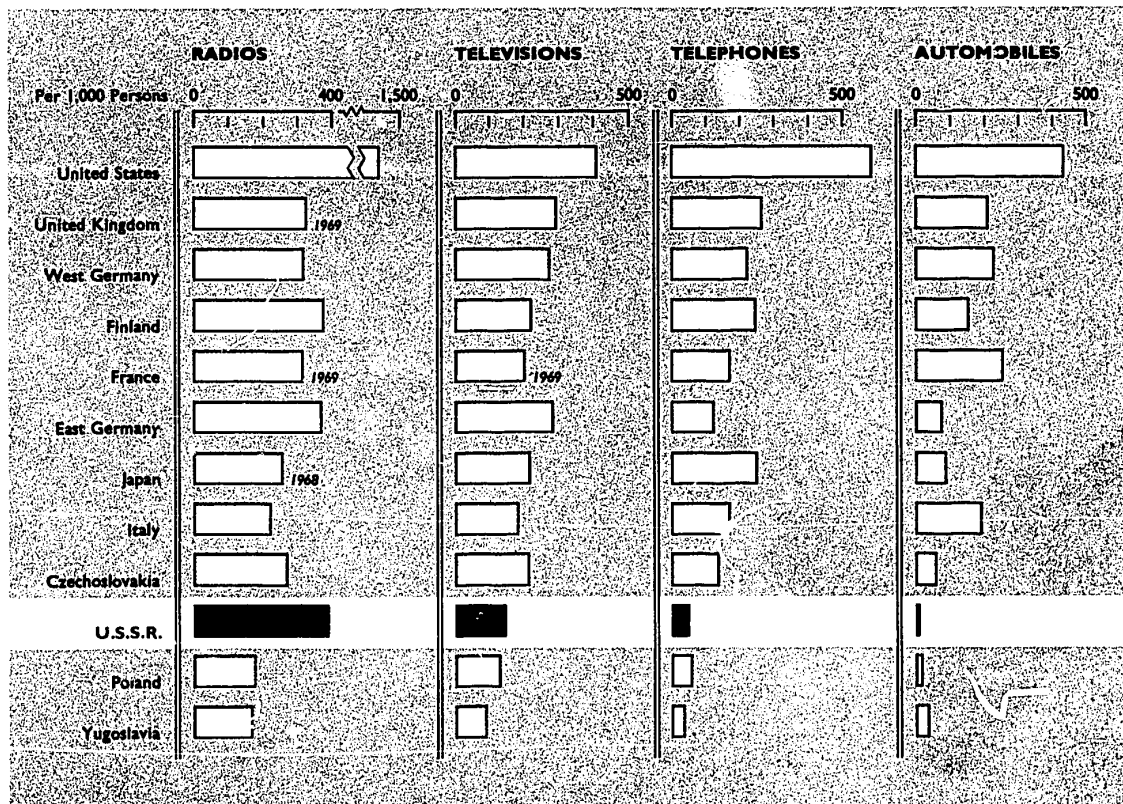 RADIOS TELEVISIONS TELEPHONES AUTOMOBILES
Per 1,000 Persons 0 400 1,500 0 500 0 500 0 500
United States
United Kingdom 1969
West Germany
Finland
France 1969 1969
East Germany
Japan 1968
Italy
Czechoslovakia
U.S.S.R.
Poland
Yugoslavia